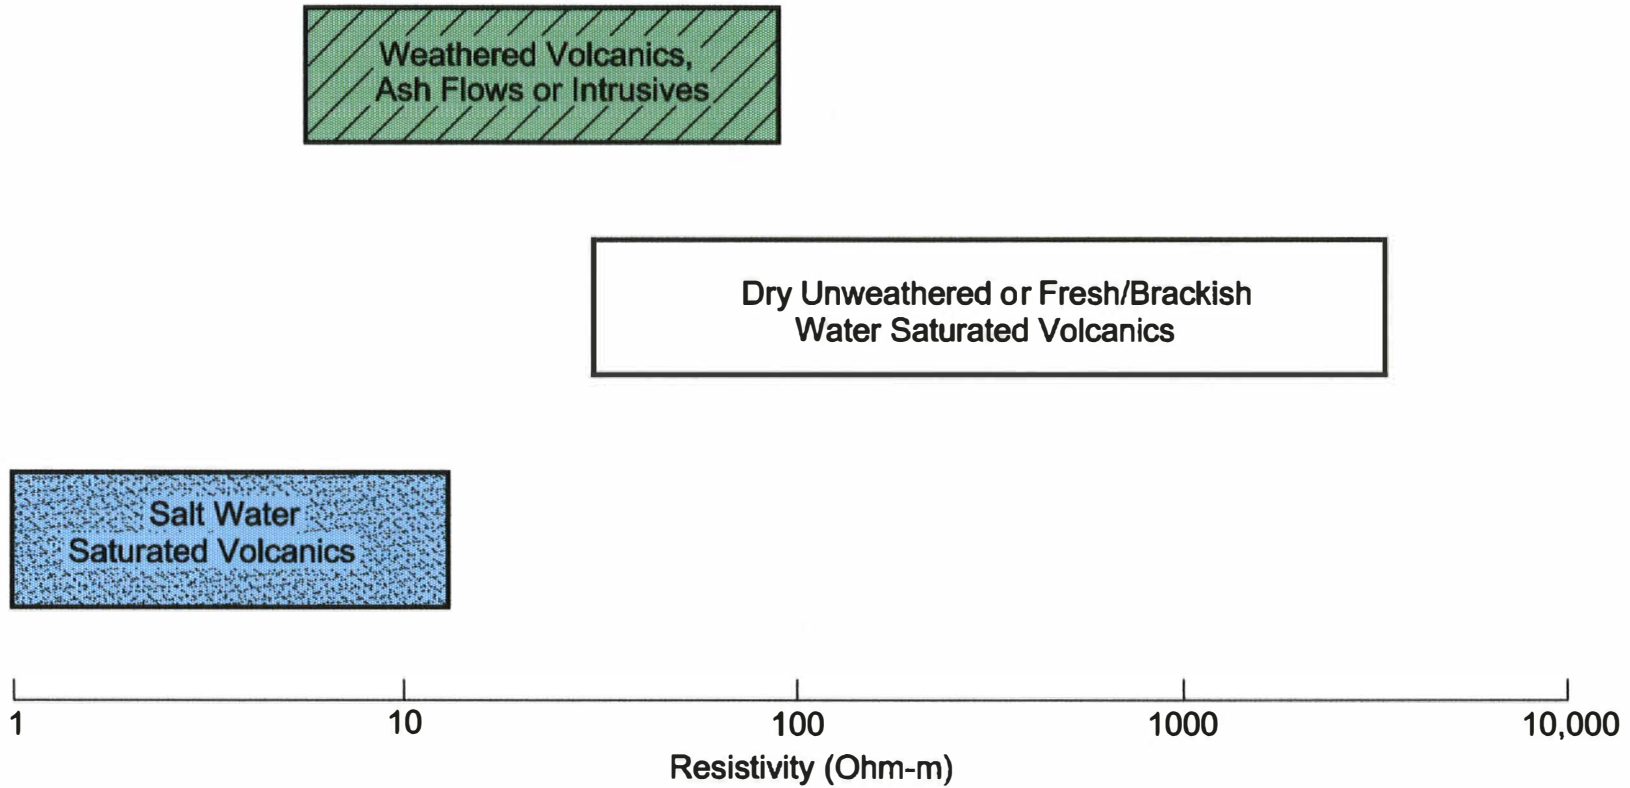 Weathered Volcanics,
Ash Flows or Intrusives
Dry Unweathered or Fresh/Brackish
Water Saturated Volcanics
Salt Water
Saturated Volcanics
1 10 100 1000 10,000
Resistivity (Ohm-m)